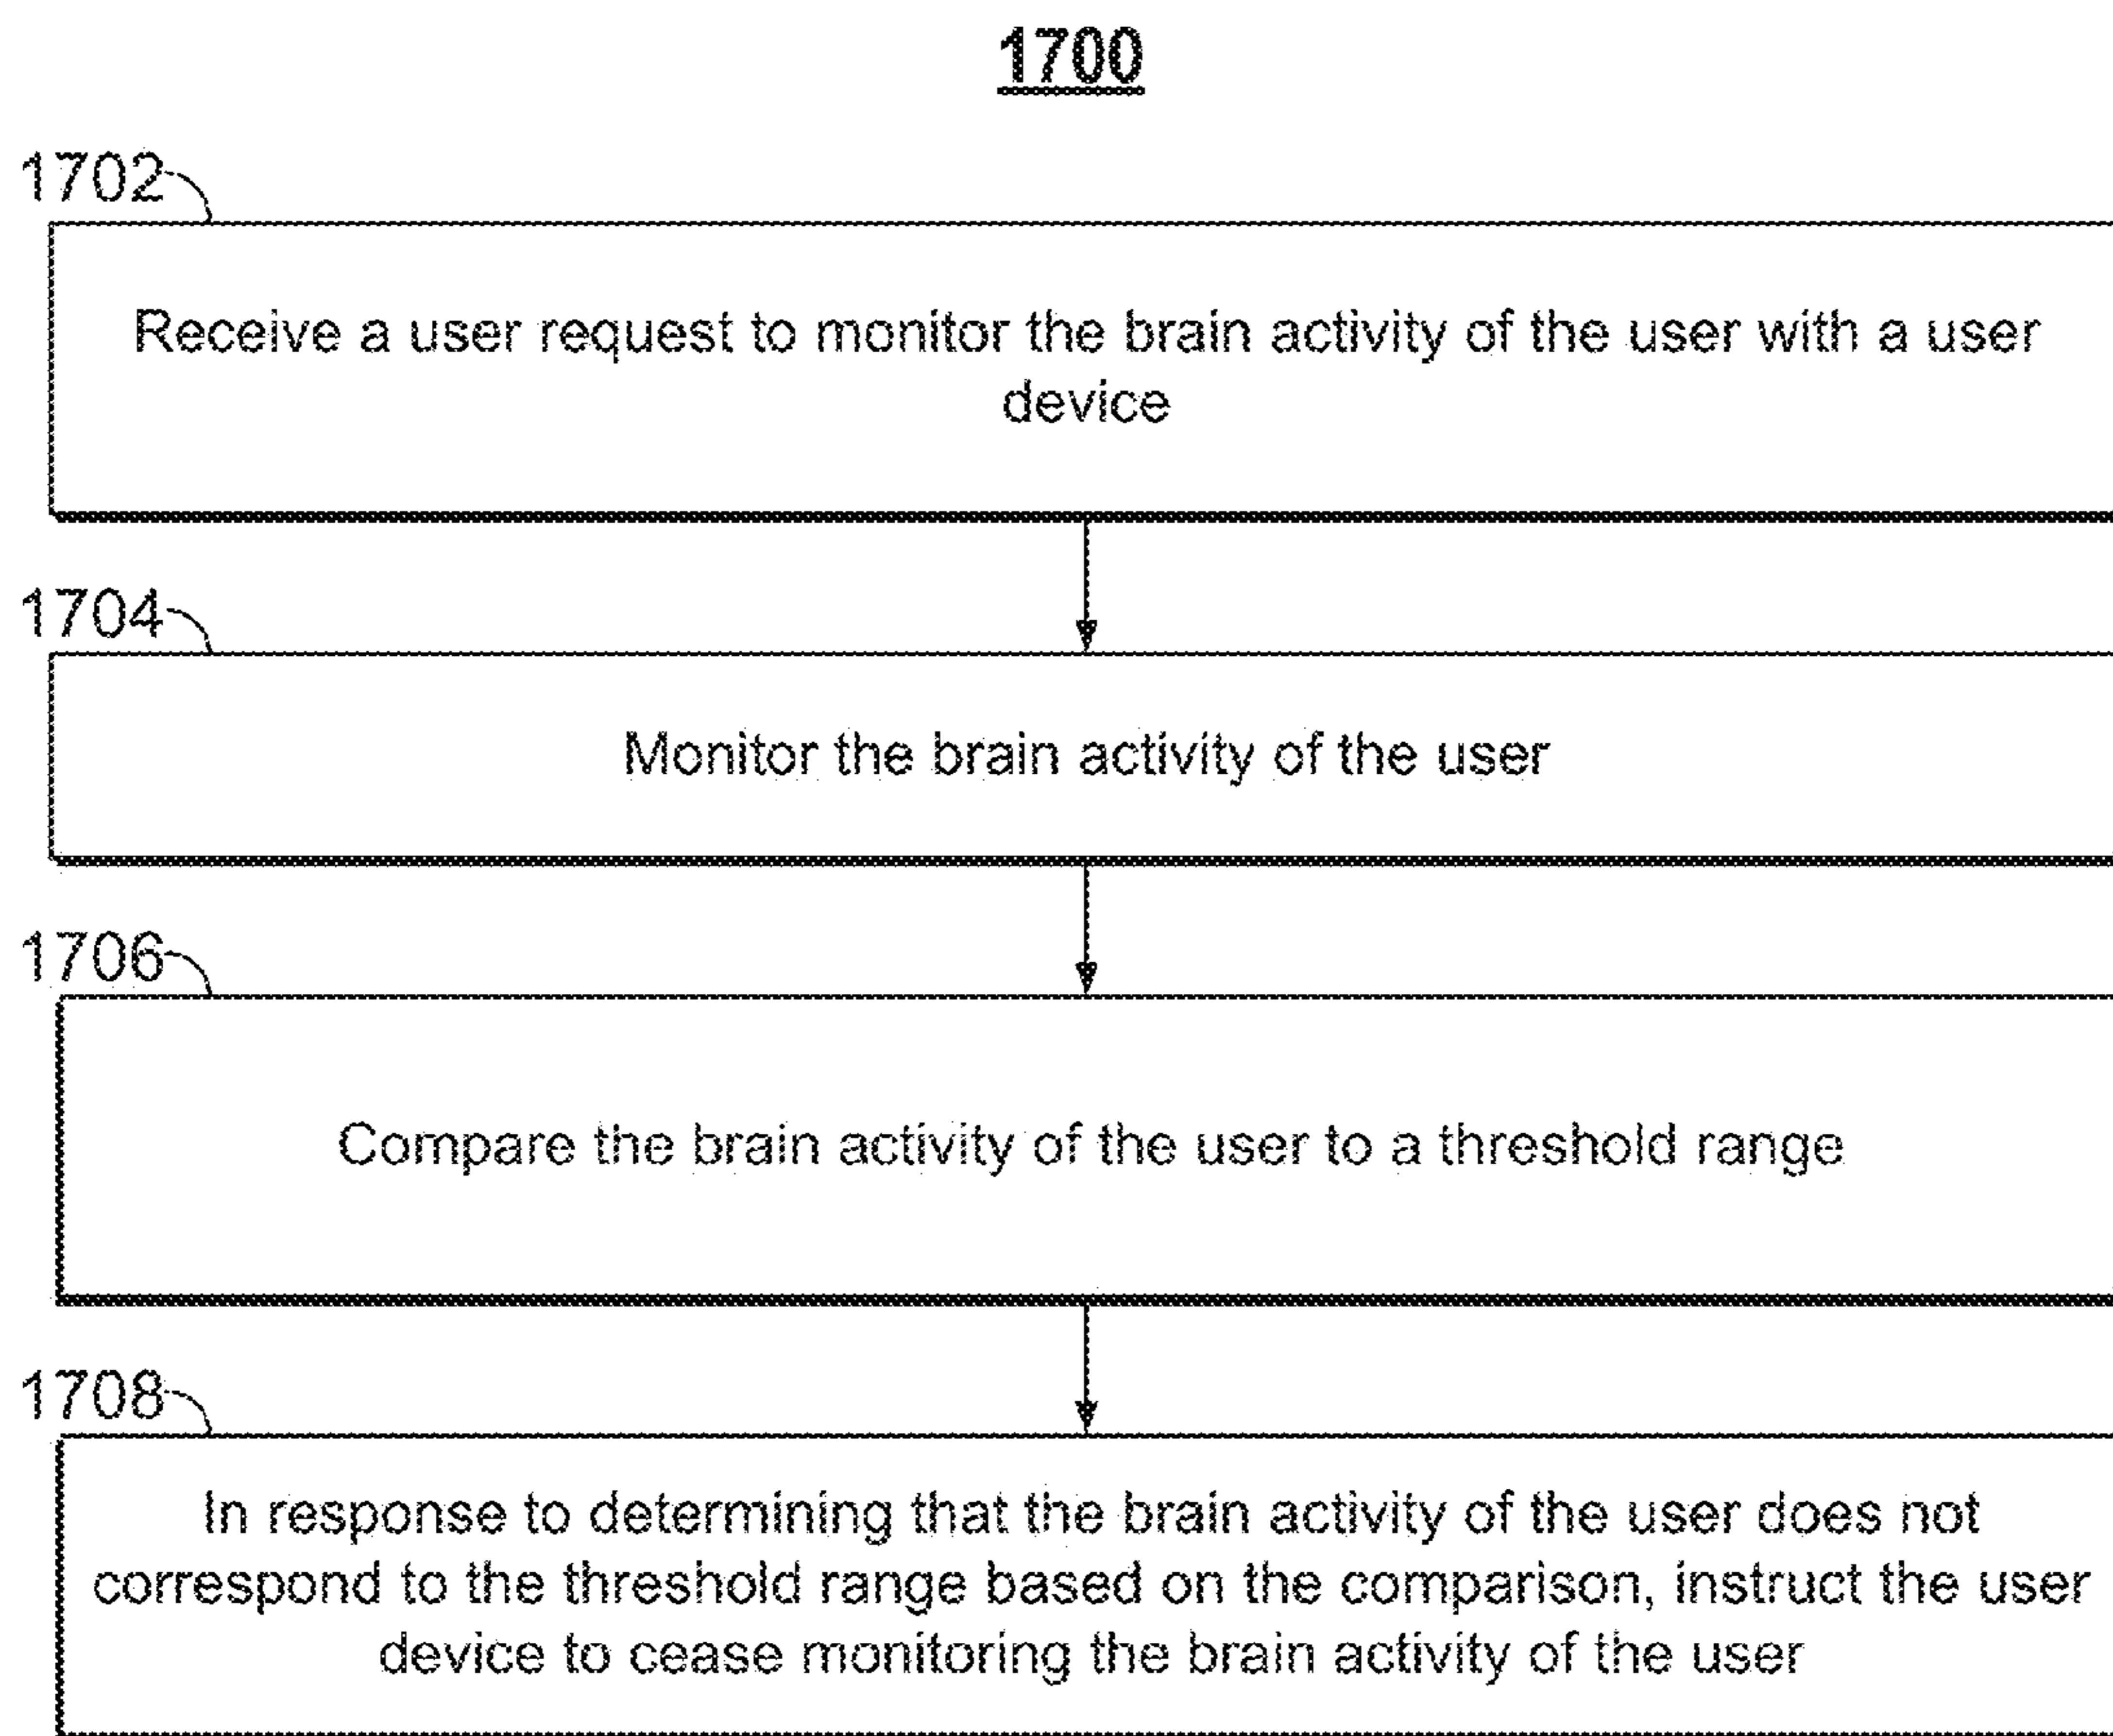 1700
1702
Receive a user request to monitor the brain activity of the user with a user
device
1704
Monitor the brain activity of the user
1706
Compare the brain activity of the user to a threshold range
1708
In response to determining that the brain activity of the user does not
correspond to the threshold range based on the comparison, instruct the user
device to cease monitoring the brain activity of the user